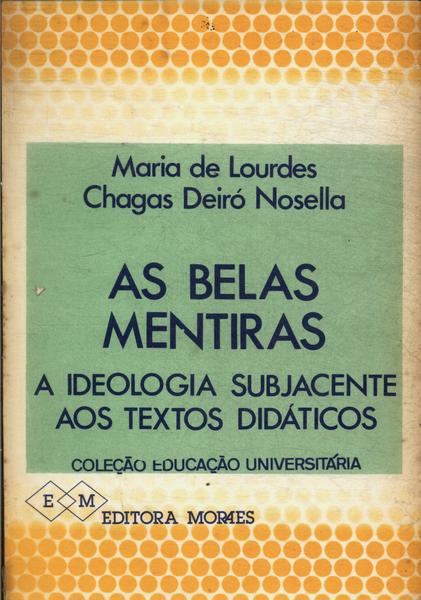 Maria de Lourdes
Chagas Deiró Nosella
AS BELAS
MENTIRAS
A IDEOLOGIA SUBJACENTE
AOS TEXTOS DIDÁTICOS
COLEÇÃO EDUCAÇÃO UNIVERSITÁRIA
E M
EDITORA MORAES